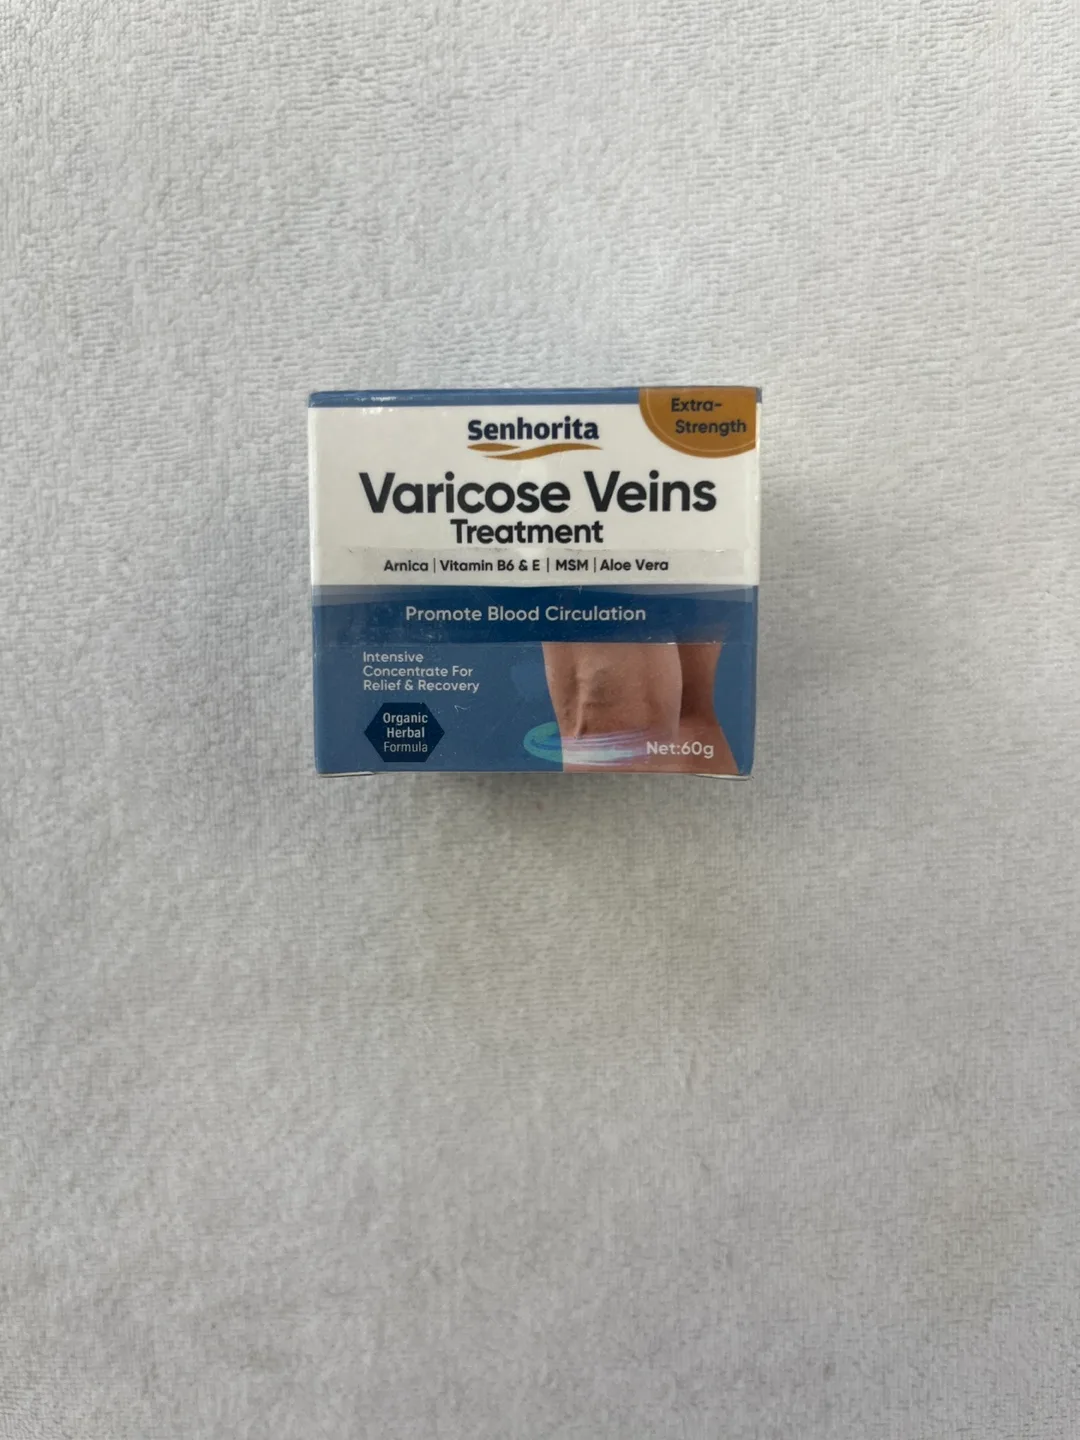 Senhorita
Extra-
Strength
Varicose Veins
Treatment
Arnica | Vitamin B6 & E | MSM | Aloe Vera
Promote Blood Circulation
Intensive
Concentrate For
Relief & Recovery
Organic
Herbal
Formula
Net:60g